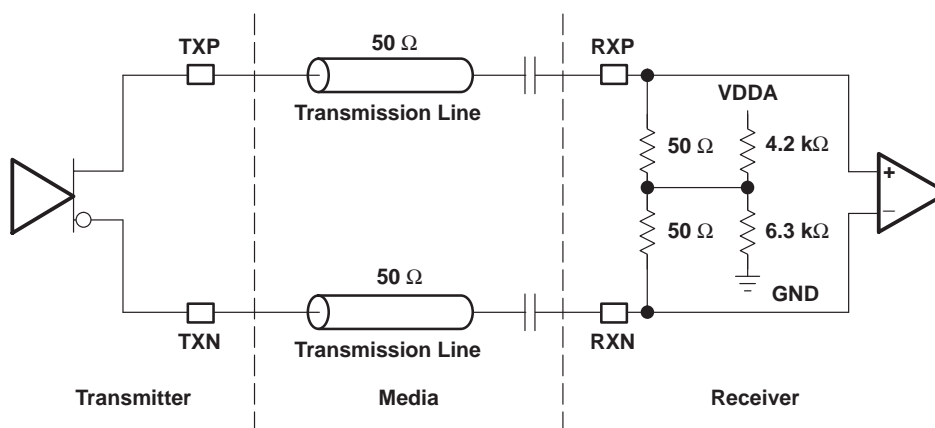 50 Ω
TXP
RXP
Transmission Line
VDDA
50 Ω
4.2 kΩ
+
–
50 Ω
6.3 kΩ
50 Ω
GND
TXN
RXN
Transmission Line
Transmitter
Media
Receiver